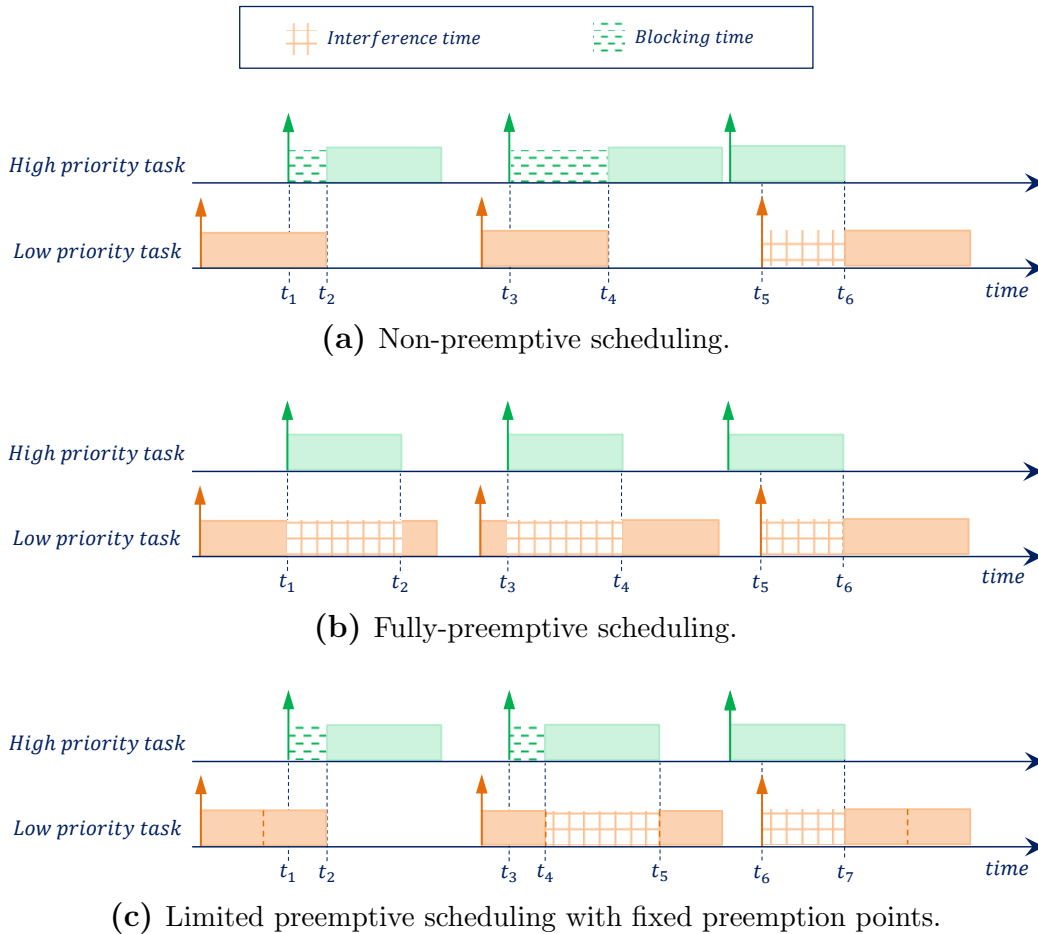 Interference time Blocking time
High priority task
Low priority task
t₁ t₂ t₃ t₄ t₅ t₆ time
(a) Non-preemptive scheduling.
High priority task
Low priority task
t₁ t₂ t₃ t₄ t₅ t₆ time
(b) Fully-preemptive scheduling.
High priority task
Low priority task
t₁ t₂ t₃ t₄ t₅ t₆ t₇ time
(c) Limited preemptive scheduling with fixed preemption points.